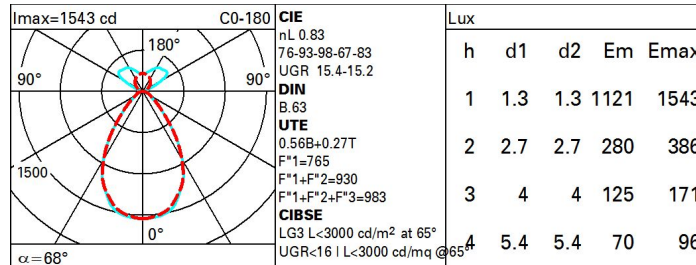 Imax=1543 cd C0-180
180°
90° 90°
1500
0°
α=68°
CIE
nL 0.83
76-93-98-67-83
UGR 15.4-15.2
DIN
B.63
UTE
0.56B+0.27T
F"1=765
F"1+F"2=930
F"1+F"2+F"3=983
CIBSE
LG3 L<3000 cd/m² at 65°
UGR<16 | L<3000 cd/mq @65°
Lux
h d1 d2 Em Emax
1 1.3 1.3 1121 1543
2 2.7 2.7 280 386
3 4 4 125 171
4 5.4 5.4 70 96